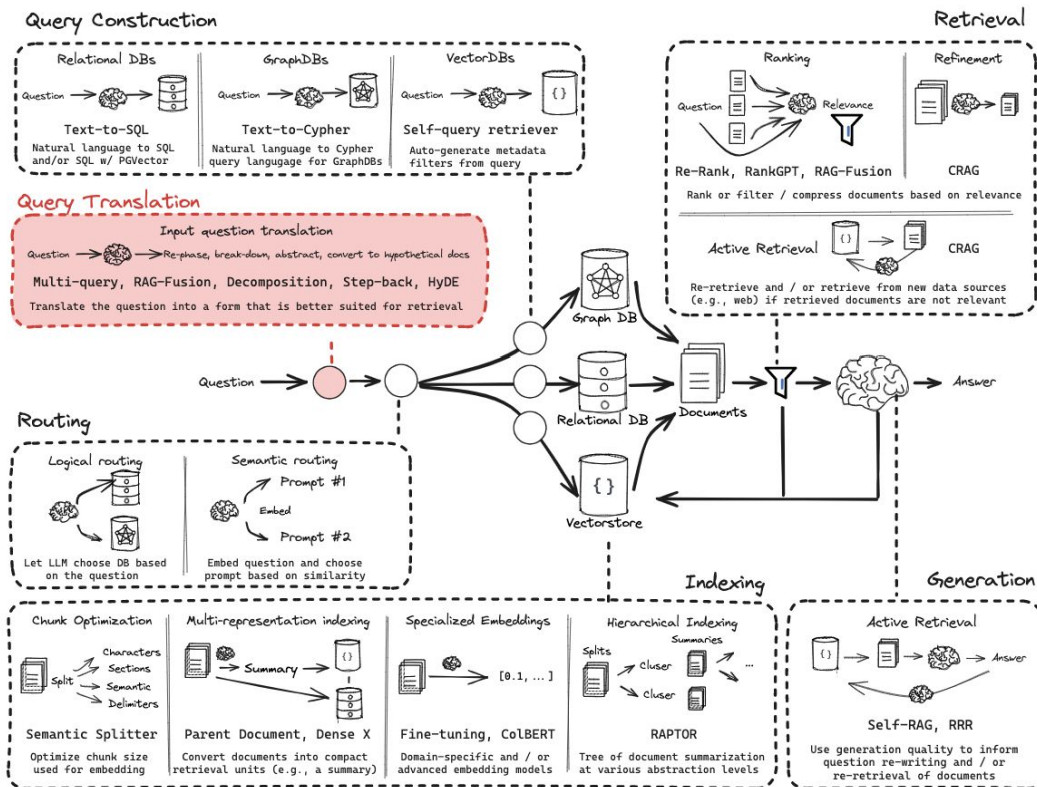 Query Construction
Relational DBs
Question
Text-to-SQL
Natural language to SQL
and/or SQL w/ PGVector
GraphDBs
Question
Text-to-Cypher
Natural language to Cypher
query langugage for GraphDBs
VectorDBs
Question
{}
Self-query retriever
Auto-generate metadata
filters from query
Retrieval
Ranking
Question
Relevance
Re-Rank, RankGPT, RAG-Fusion
Refinement
CRAG
Rank or filter / compress documents based on relevance
Active Retrieval
{}
CRAG
Re-retrieve and / or retrieve from new data sources
(e.g., web) if retrieved documents are not relevant
Query Translation
Input question translation
Question
Re-phase, break-down, abstract, convert to hypothetical docs
Multi-query, RAG-Fusion, Decomposition, Step-back, HyDE
Translate the question into a form that is better suited for retrieval
Question
Graph DB
Relational DB
{}
Vectorstore
Documents
Answer
Routing
Logical routing
Let LLM choose DB based
on the question
Semantic routing
Prompt #1
Embed
Prompt #2
Embed question and choose
prompt based on similarity
Indexing
Chunk Optimization
Split
Characters
Sections
Semantic
Delimiters
Semantic Splitter
Optimize chunk size
used for embedding
Multi-representation indexing
Summary
{}
Parent Document, Dense X
Convert documents into compact
retrieval units (e.g., a summary)
Specialized Embeddings
[0.1, ...]
Fine-tuning, ColBERT
Domain-specific and / or
advanced embedding models
Hierarchical Indexing
Splits
Summaries
Cluser
Cluser
...
RAPTOR
Tree of document summarization
at various abstraction levels
Generation
Active Retrieval
{}
Answer
Self-RAG, RRR
Use generation quality to inform
question re-writing and / or
re-retrieval of documents